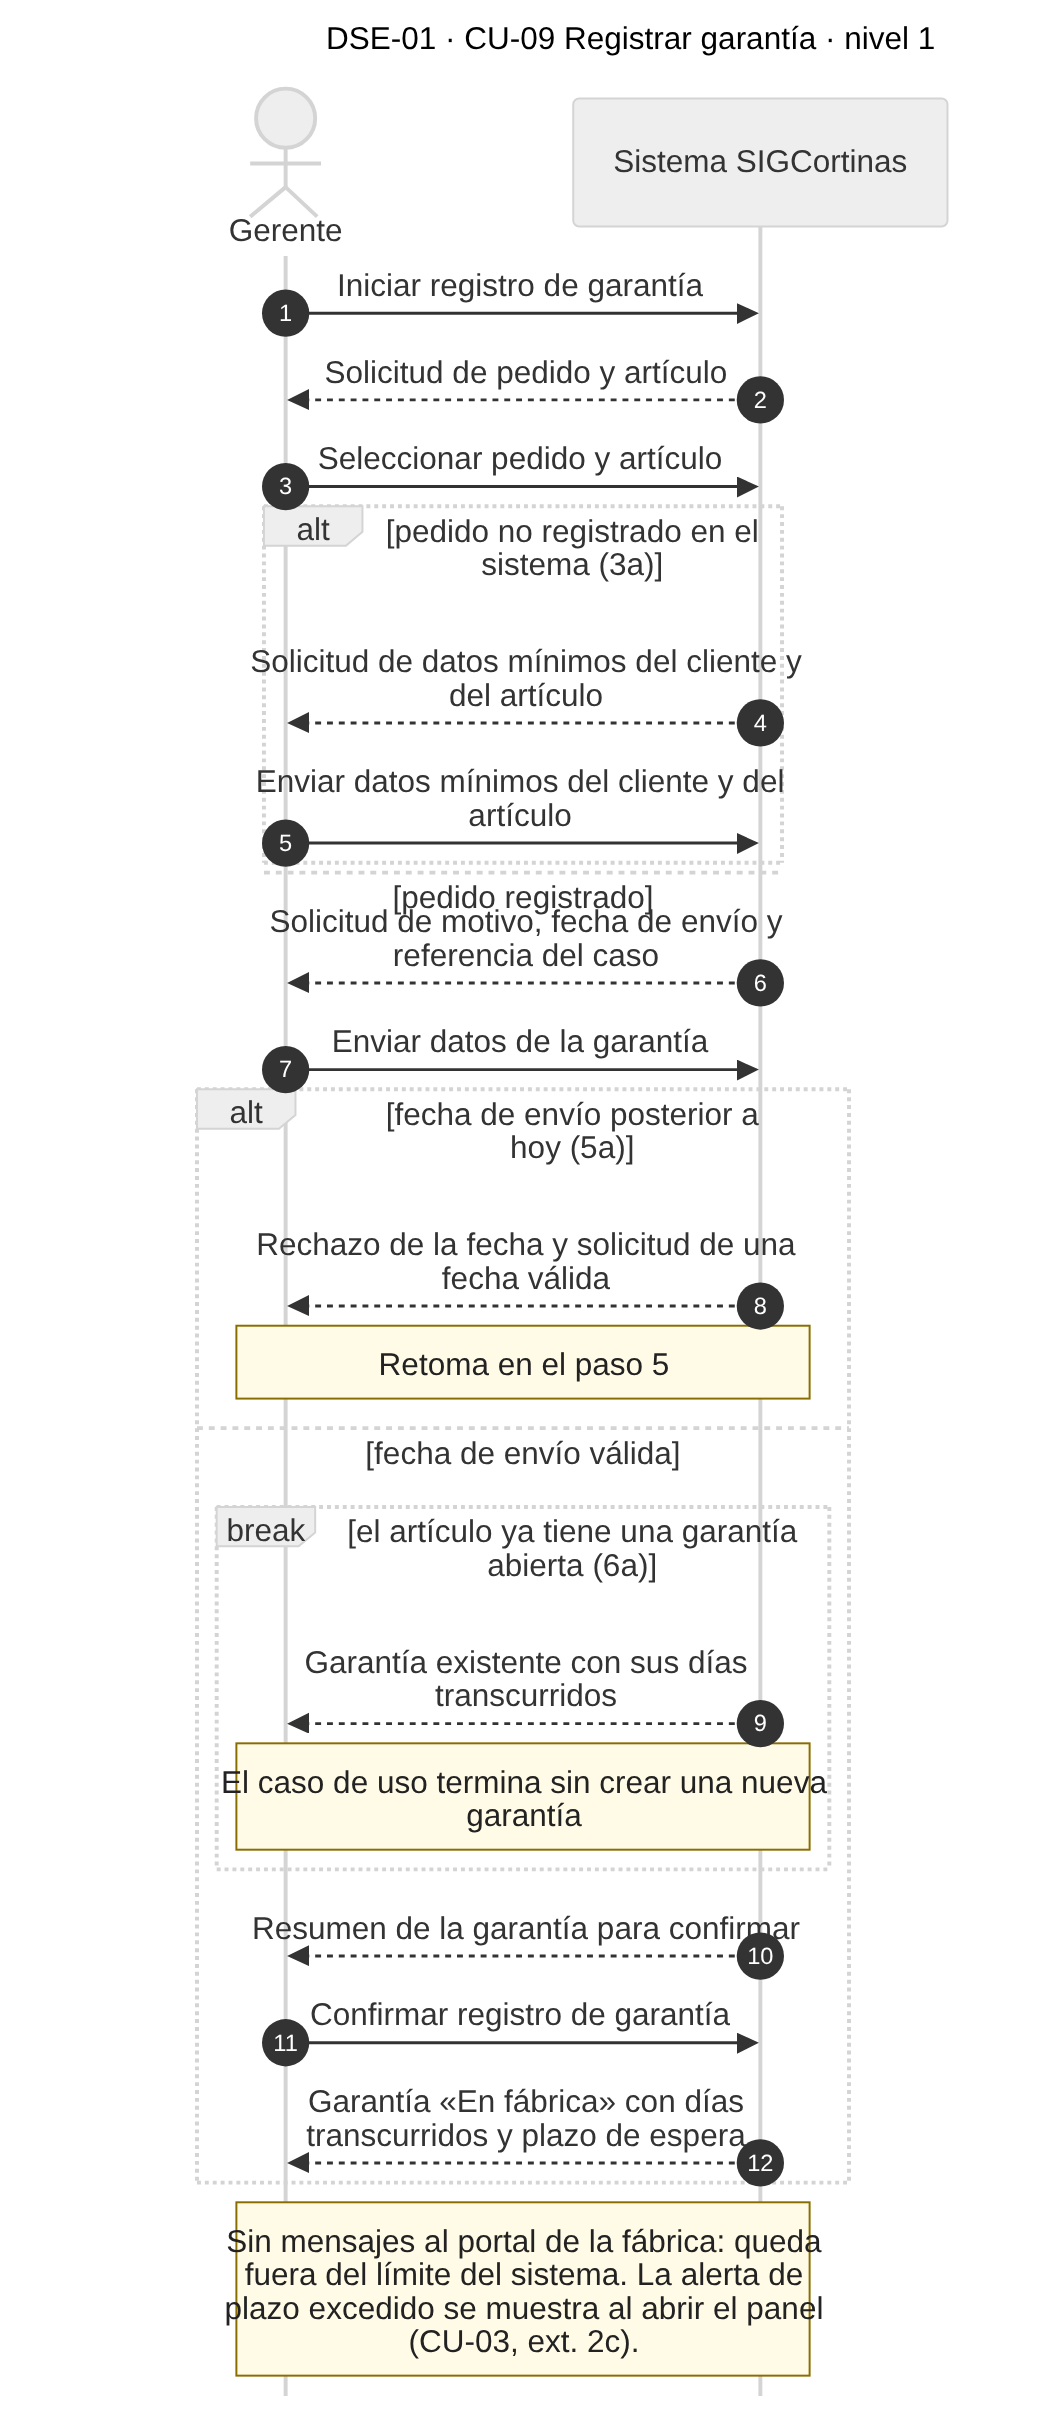 DSE-01 · CU-09 Registrar garantía · nivel 1
Sistema SIGCortinas
Gerente
Iniciar registro de garantía
1
Solicitud de pedido y artículo
2
Seleccionar pedido y artículo
3
alt
[pedido no registrado en el
sistema (3a)]
Solicitud de datos mínimos del cliente y
del artículo
4
Enviar datos mínimos del cliente y del
artículo
5
[pedido registrado]
Solicitud de motivo, fecha de envío y
referencia del caso
6
Enviar datos de la garantía
7
alt
[fecha de envío posterior a
hoy (5a)]
Rechazo de la fecha y solicitud de una
fecha válida
8
Retoma en el paso 5
[fecha de envío válida]
break
[el artículo ya tiene una garantía
abierta (6a)]
Garantía existente con sus días
transcurridos
9
El caso de uso termina sin crear una nueva
garantía
Resumen de la garantía para confirmar
10
Confirmar registro de garantía
11
Garantía «En fábrica» con días
transcurridos y plazo de espera
12
Sin mensajes al portal de la fábrica: queda
fuera del límite del sistema. La alerta de
plazo excedido se muestra al abrir el panel
(CU-03, ext. 2c).